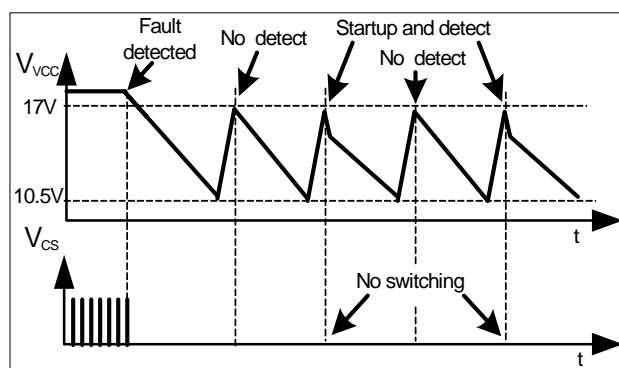 Fault
detected
No detect
Startup and detect
No detect
VVCC
17V
10.5V
t
VCS
No switching
t